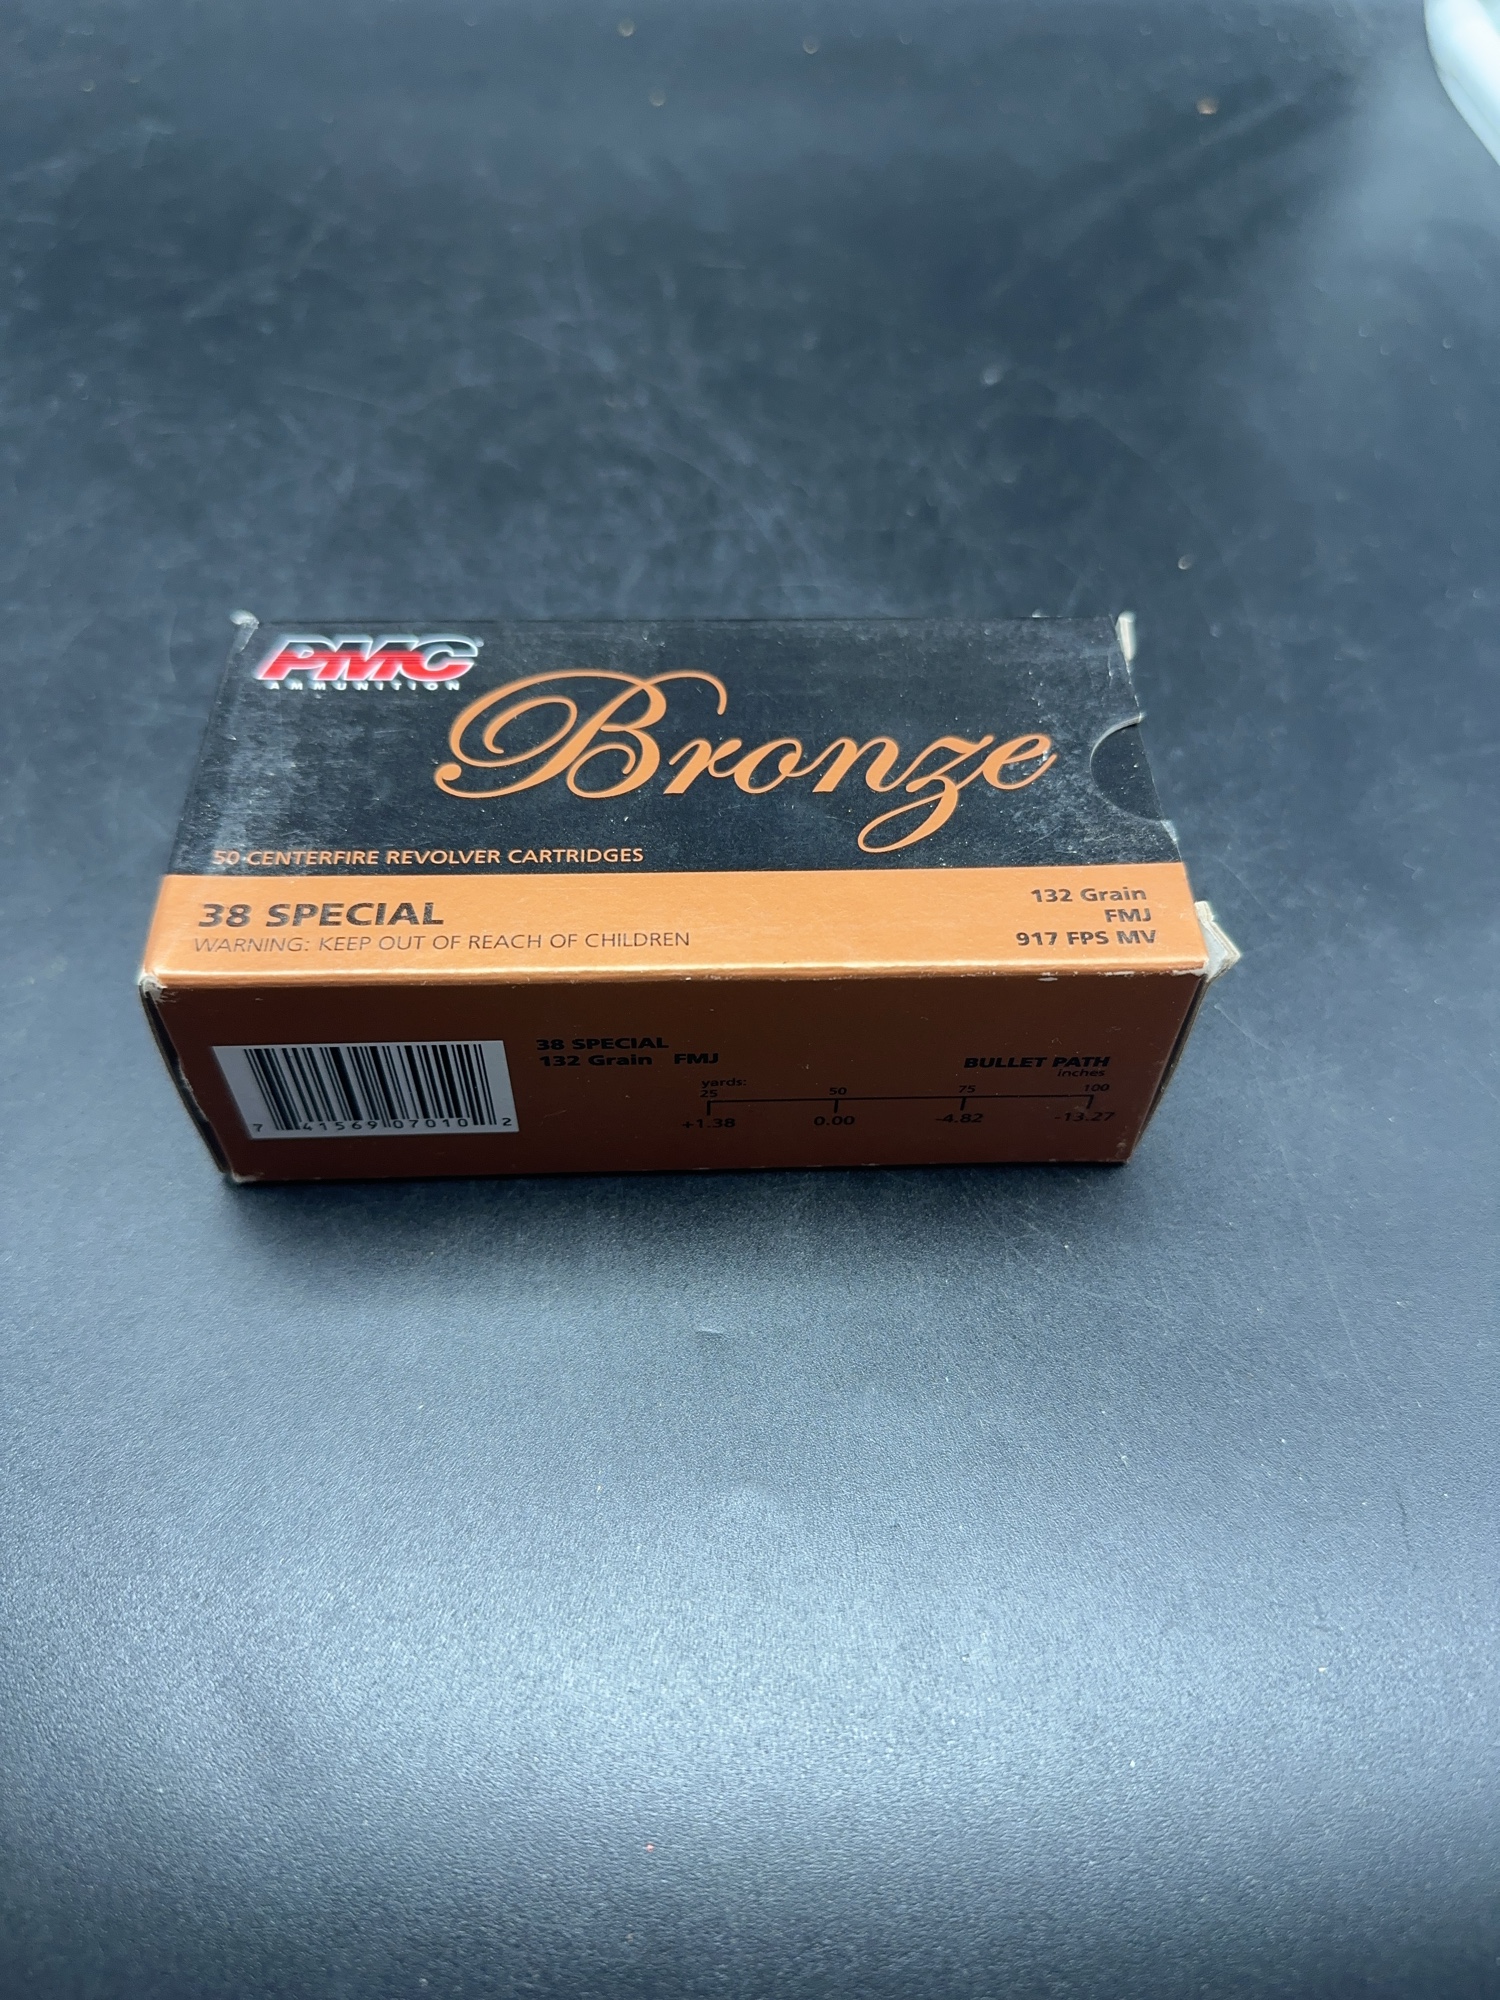 PMC
AMMUNITION
Bronze
50 CENTERFIRE REVOLVER CARTRIDGES
38 SPECIAL
WARNING: KEEP OUT OF REACH OF CHILDREN
132 Grain
FMJ
917 FPS MV
7 41569 07010 2
38 SPECIAL
132 Grain FMJ
BULLET PATH
inches
yards:
25 50 75 100
+1.38 0.00 -4.82 -13.27